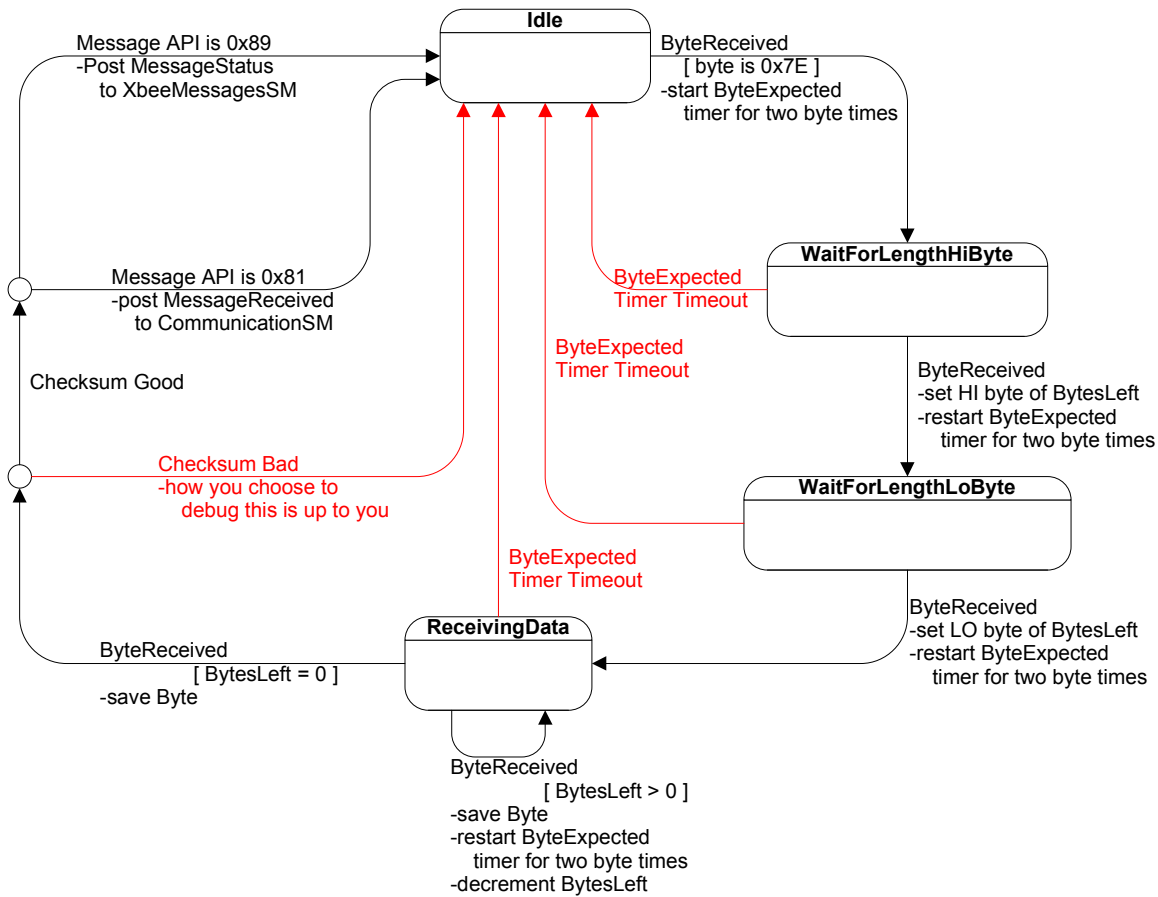 Idle
Message API is 0x89
-Post MessageStatus
to XbeeMessagesSM
ByteReceived
[ byte is 0x7E ]
-start ByteExpected
timer for two byte times
WaitForLengthHiByte
Message API is 0x81
-post MessageReceived
to CommunicationSM
ByteExpected
Timer Timeout
ByteExpected
Timer Timeout
Checksum Good
ByteReceived
-set HI byte of BytesLeft
-restart ByteExpected
timer for two byte times
Checksum Bad
-how you choose to
debug this is up to you
WaitForLengthLoByte
ByteExpected
Timer Timeout
ByteReceived
-set LO byte of BytesLeft
-restart ByteExpected
timer for two byte times
ReceivingData
ByteReceived
[ BytesLeft = 0 ]
-save Byte
ByteReceived
[ BytesLeft > 0 ]
-save Byte
-restart ByteExpected
timer for two byte times
-decrement BytesLeft